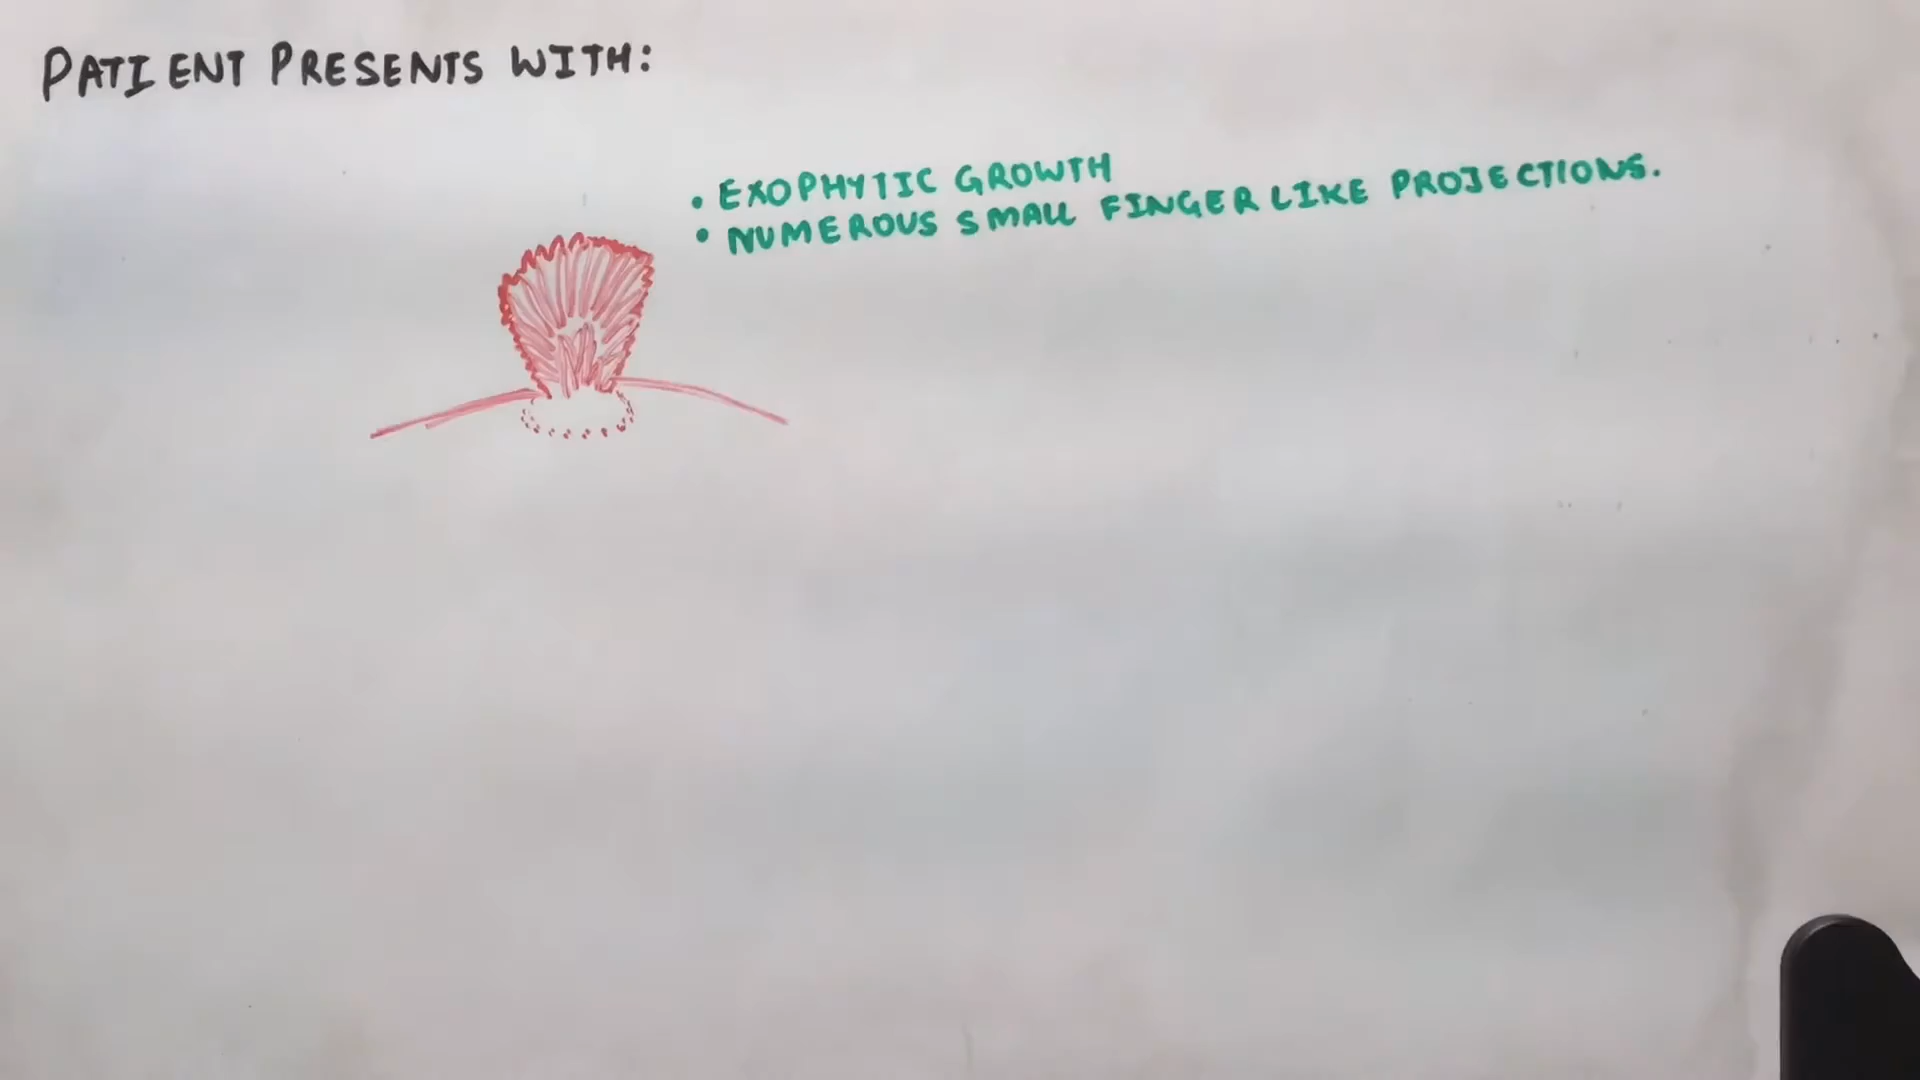 PATIENT PRESENTS WITH:
• EXOPHYTIC GROWTH
• NUMEROUS SMALL FINGER LIKE PROJECTIONS.